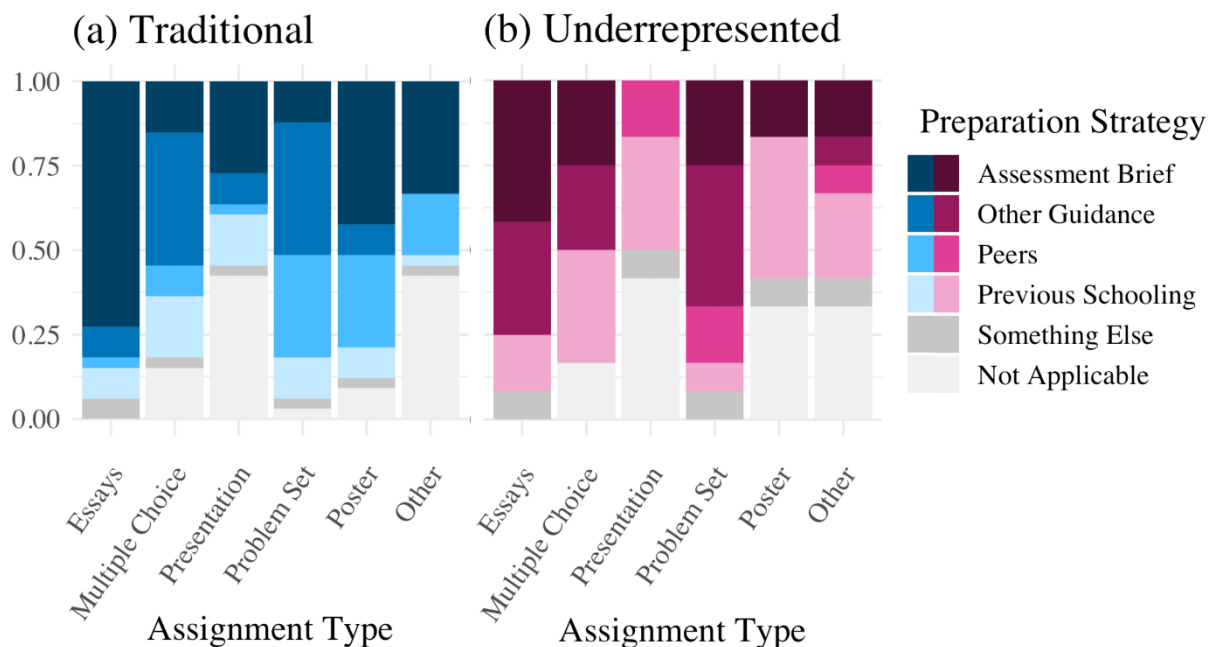 (a) Traditional
(b) Underrepresented
1.00
0.75
0.50
0.25
0.00
Essays
Multiple Choice
Presentation
Problem Set
Poster
Other
Assignment Type
Essays
Multiple Choice
Presentation
Problem Set
Poster
Other
Assignment Type
Preparation Strategy
Assessment Brief
Other Guidance
Peers
Previous Schooling
Something Else
Not Applicable